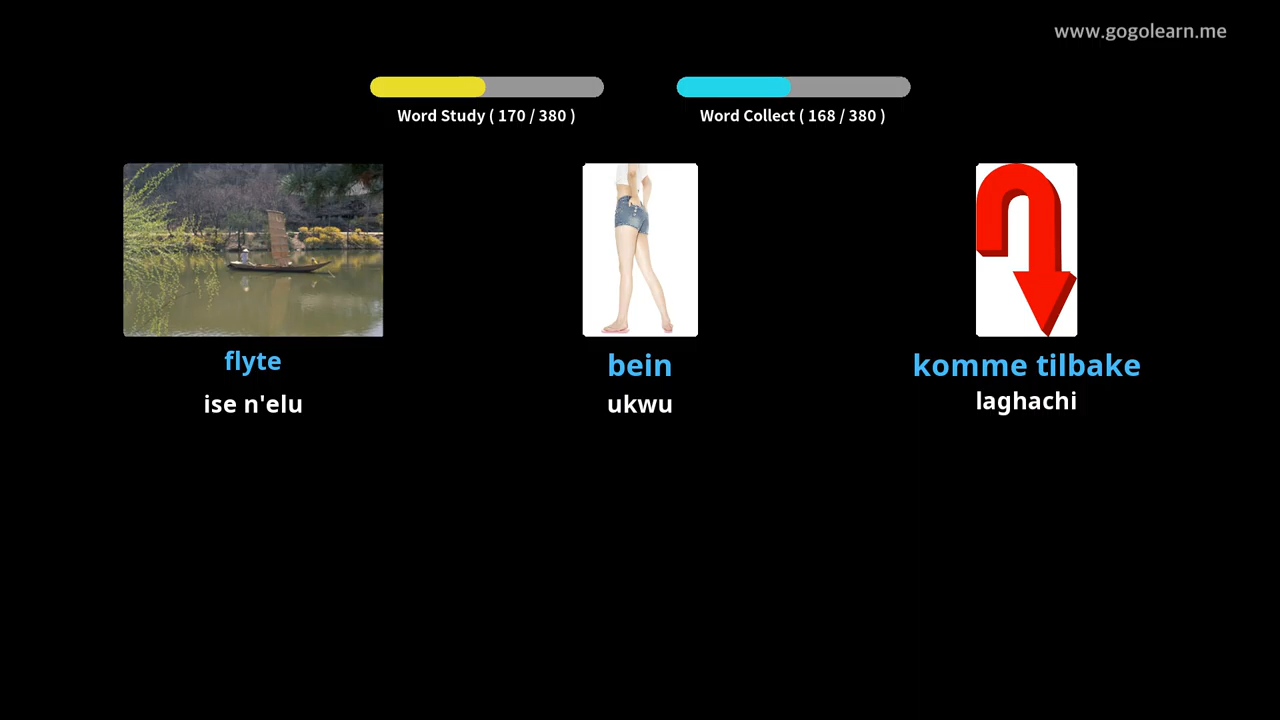 www.gogolearn.me
Word Study ( 170 / 380 )
Word Collect ( 168 / 380 )
flyte
bein
komme tilbake
ise n'elu
ukwu
laghachi